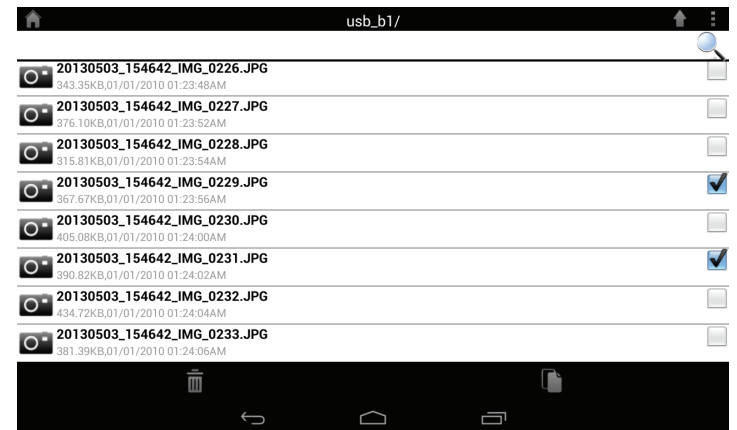 usb_b1/
20130503_154642_IMG_0226.JPG
343.35KB,01/01/2010 01:23:48AM
20130503_154642_IMG_0227.JPG
376.10KB,01/01/2010 01:23:52AM
20130503_154642_IMG_0228.JPG
315.81KB,01/01/2010 01:23:54AM
20130503_154642_IMG_0229.JPG
367.67KB,01/01/2010 01:23:56AM
20130503_154642_IMG_0230.JPG
405.08KB,01/01/2010 01:24:00AM
20130503_154642_IMG_0231.JPG
390.82KB,01/01/2010 01:24:02AM
20130503_154642_IMG_0232.JPG
434.72KB,01/01/2010 01:24:04AM
20130503_154642_IMG_0233.JPG
381.39KB,01/01/2010 01:24:06AM